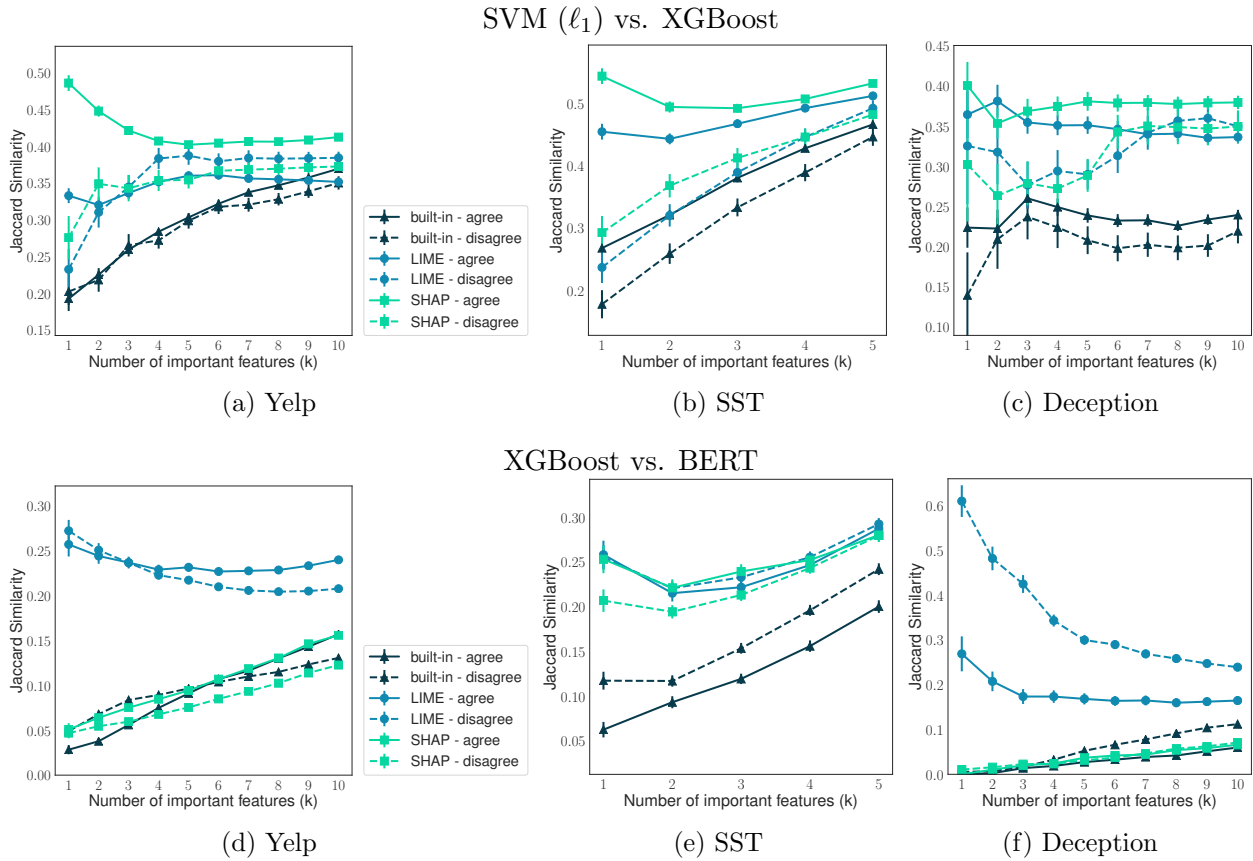 SVM (ℓ1) vs. XGBoost
Jaccard Similarity
0.50
0.45
0.40
0.35
0.30
0.25
0.20
0.15
1 2 3 4 5 6 7 8 9 10
Number of important features (k)
(a) Yelp
built-in - agree
built-in - disagree
LIME - agree
LIME - disagree
SHAP - agree
SHAP - disagree
0.5
0.4
0.3
0.2
1 2 3 4 5
Number of important features (k)
(b) SST
0.45
0.40
0.35
0.30
0.25
0.20
0.15
0.10
1 2 3 4 5 6 7 8 9 10
Number of important features (k)
(c) Deception
XGBoost vs. BERT
Jaccard Similarity
0.30
0.25
0.20
0.15
0.10
0.05
0.00
1 2 3 4 5 6 7 8 9 10
Number of important features (k)
(d) Yelp
built-in - agree
built-in - disagree
LIME - agree
LIME - disagree
SHAP - agree
SHAP - disagree
Jaccard Similarity
0.30
0.25
0.20
0.15
0.10
0.05
1 2 3 4 5
Number of important features (k)
(e) SST
Jaccard Similarity
0.6
0.5
0.4
0.3
0.2
0.1
0.0
1 2 3 4 5 6 7 8 9 10
Number of important features (k)
(f) Deception